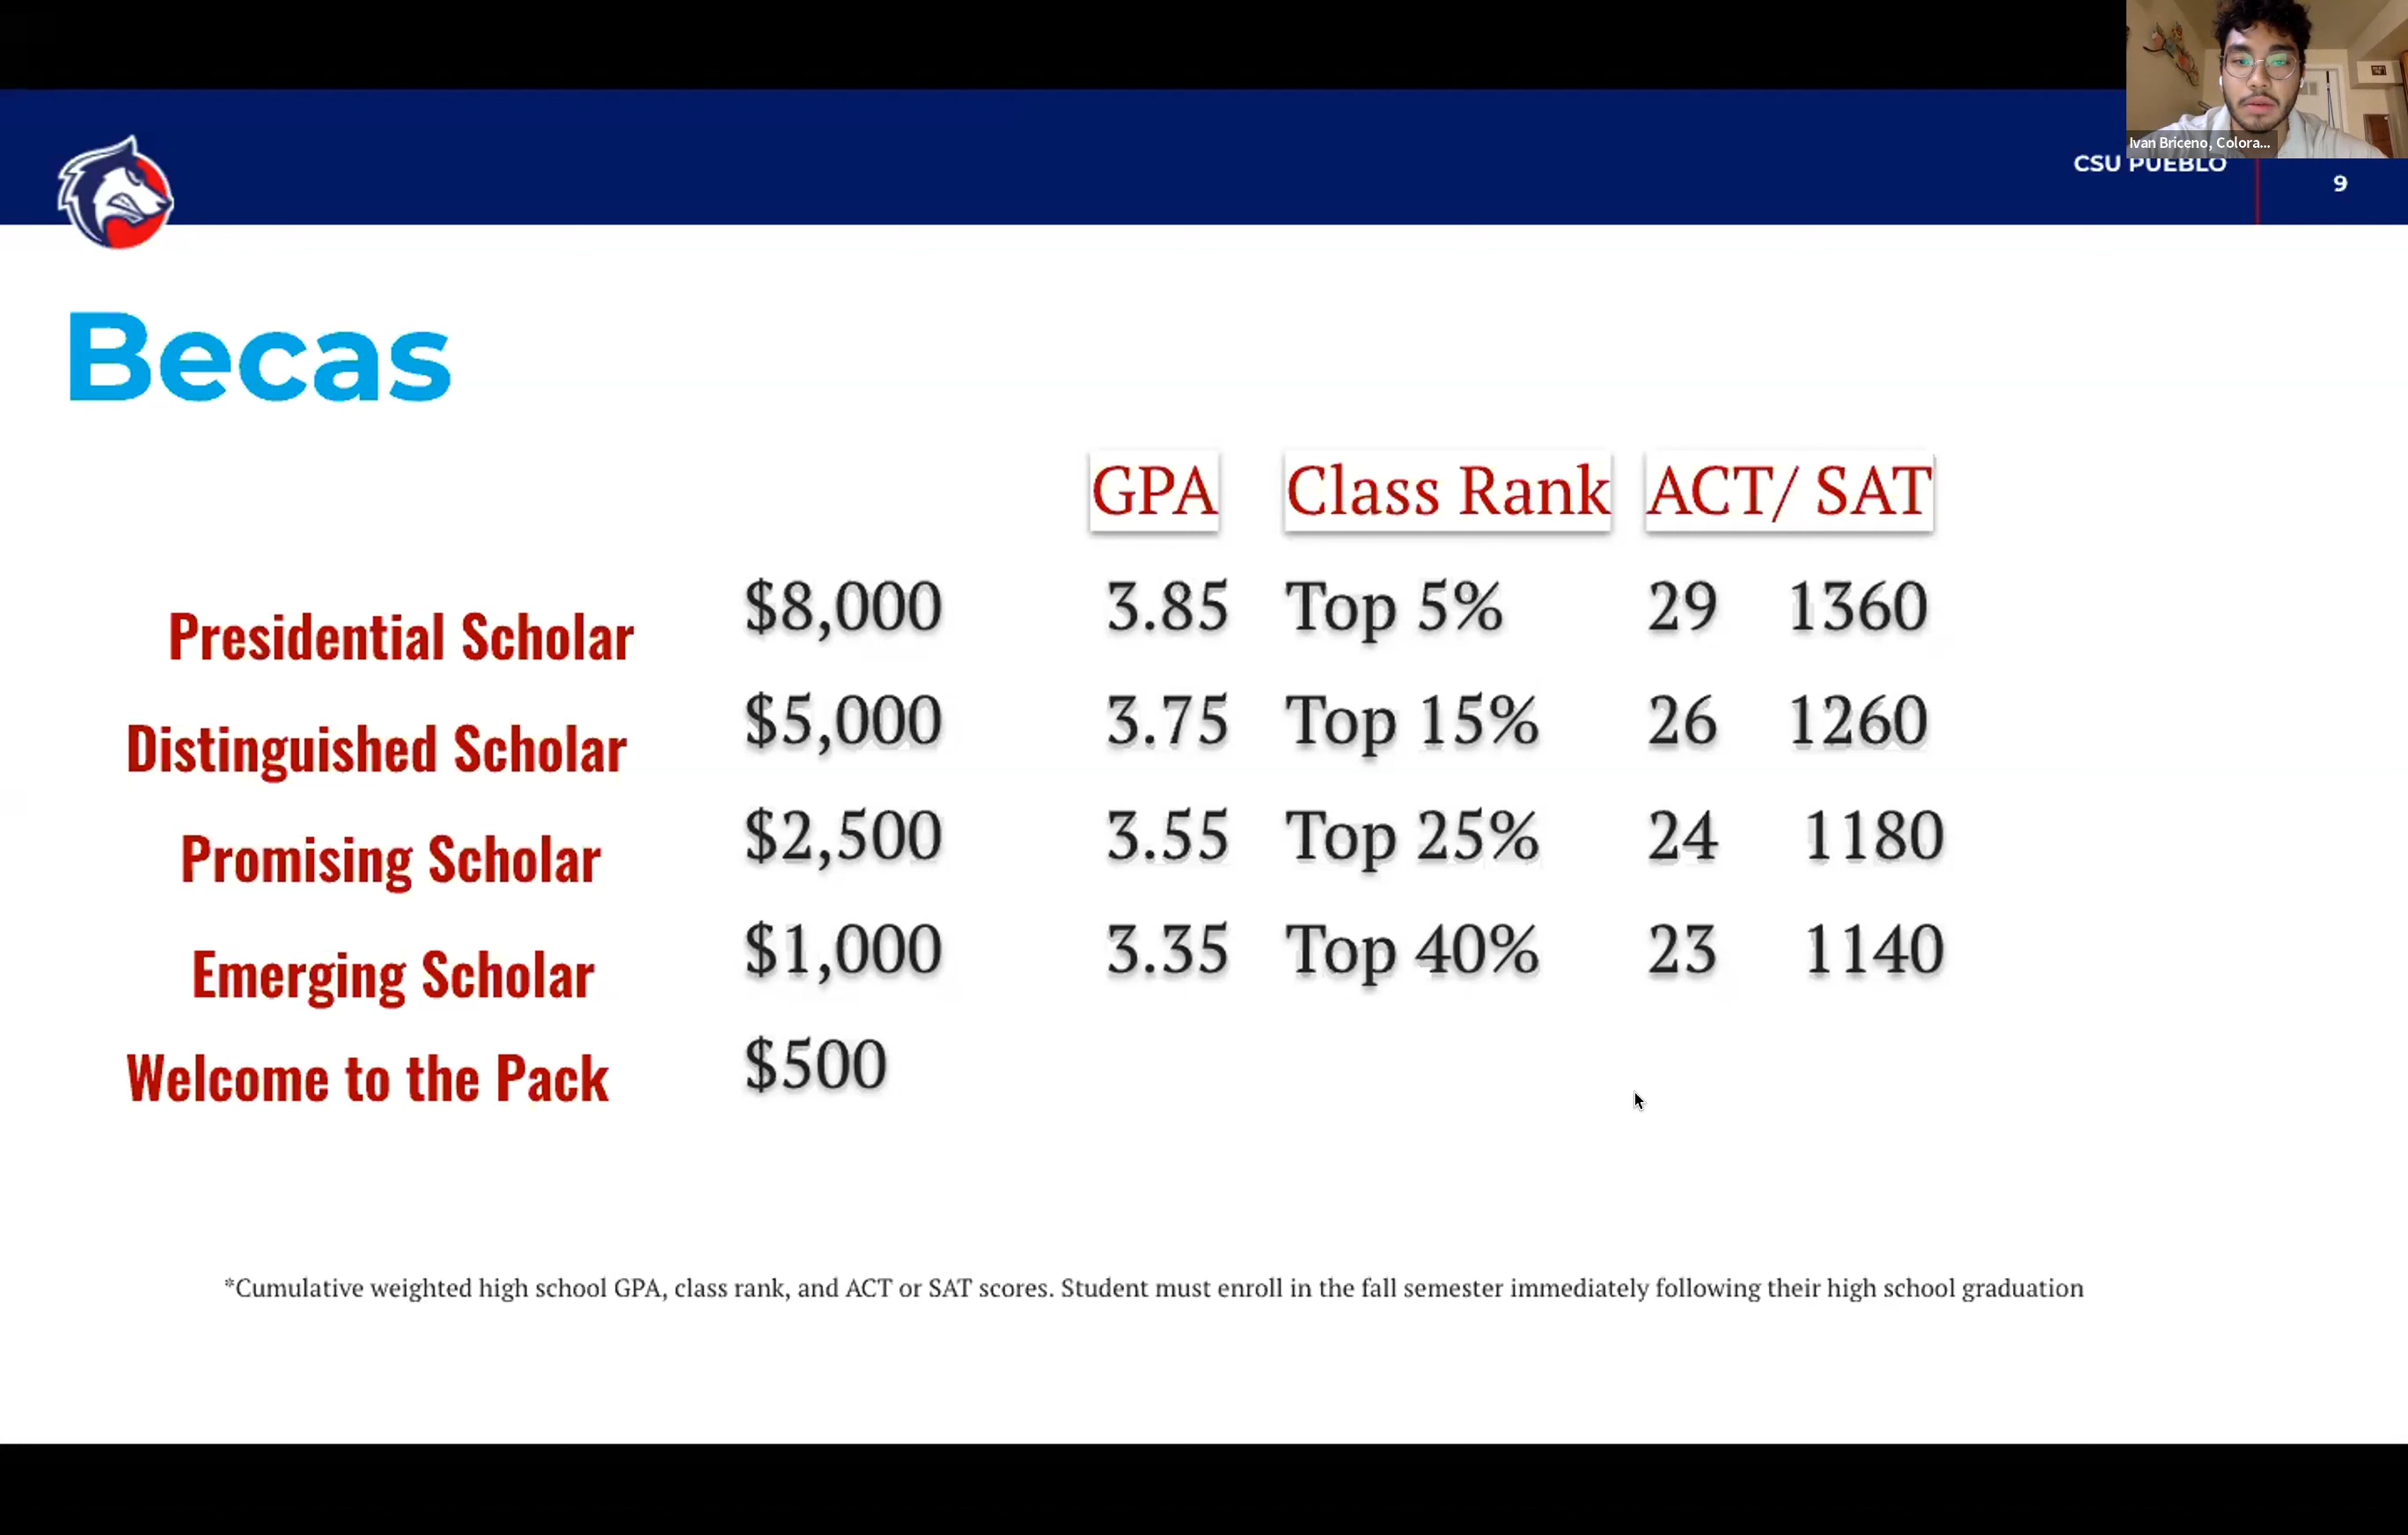 Ivan Briceno, Colora...
CSU PUEBLO
9
Becas
GPA Class Rank ACT/ SAT
Presidential Scholar $8,000 3.85 Top 5% 29 1360
Distinguished Scholar $5,000 3.75 Top 15% 26 1260
Promising Scholar $2,500 3.55 Top 25% 24 1180
Emerging Scholar $1,000 3.35 Top 40% 23 1140
Welcome to the Pack $500
*Cumulative weighted high school GPA, class rank, and ACT or SAT scores. Student must enroll in the fall semester immediately following their high school graduation